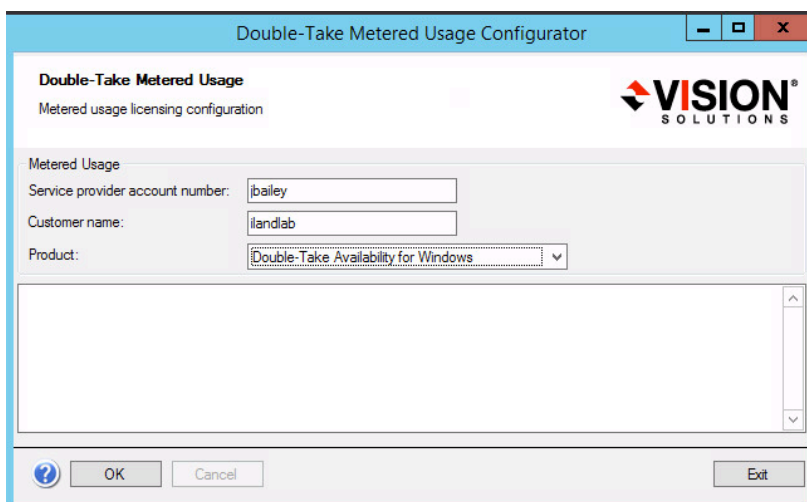 Double-Take Metered Usage Configurator
Double-Take Metered Usage
Metered usage licensing configuration
VISION®
SOLUTIONS
Metered Usage
Service provider account number: jbailey
Customer name: ilandlab
Product: Double-Take Availability for Windows
? OK Cancel Exit